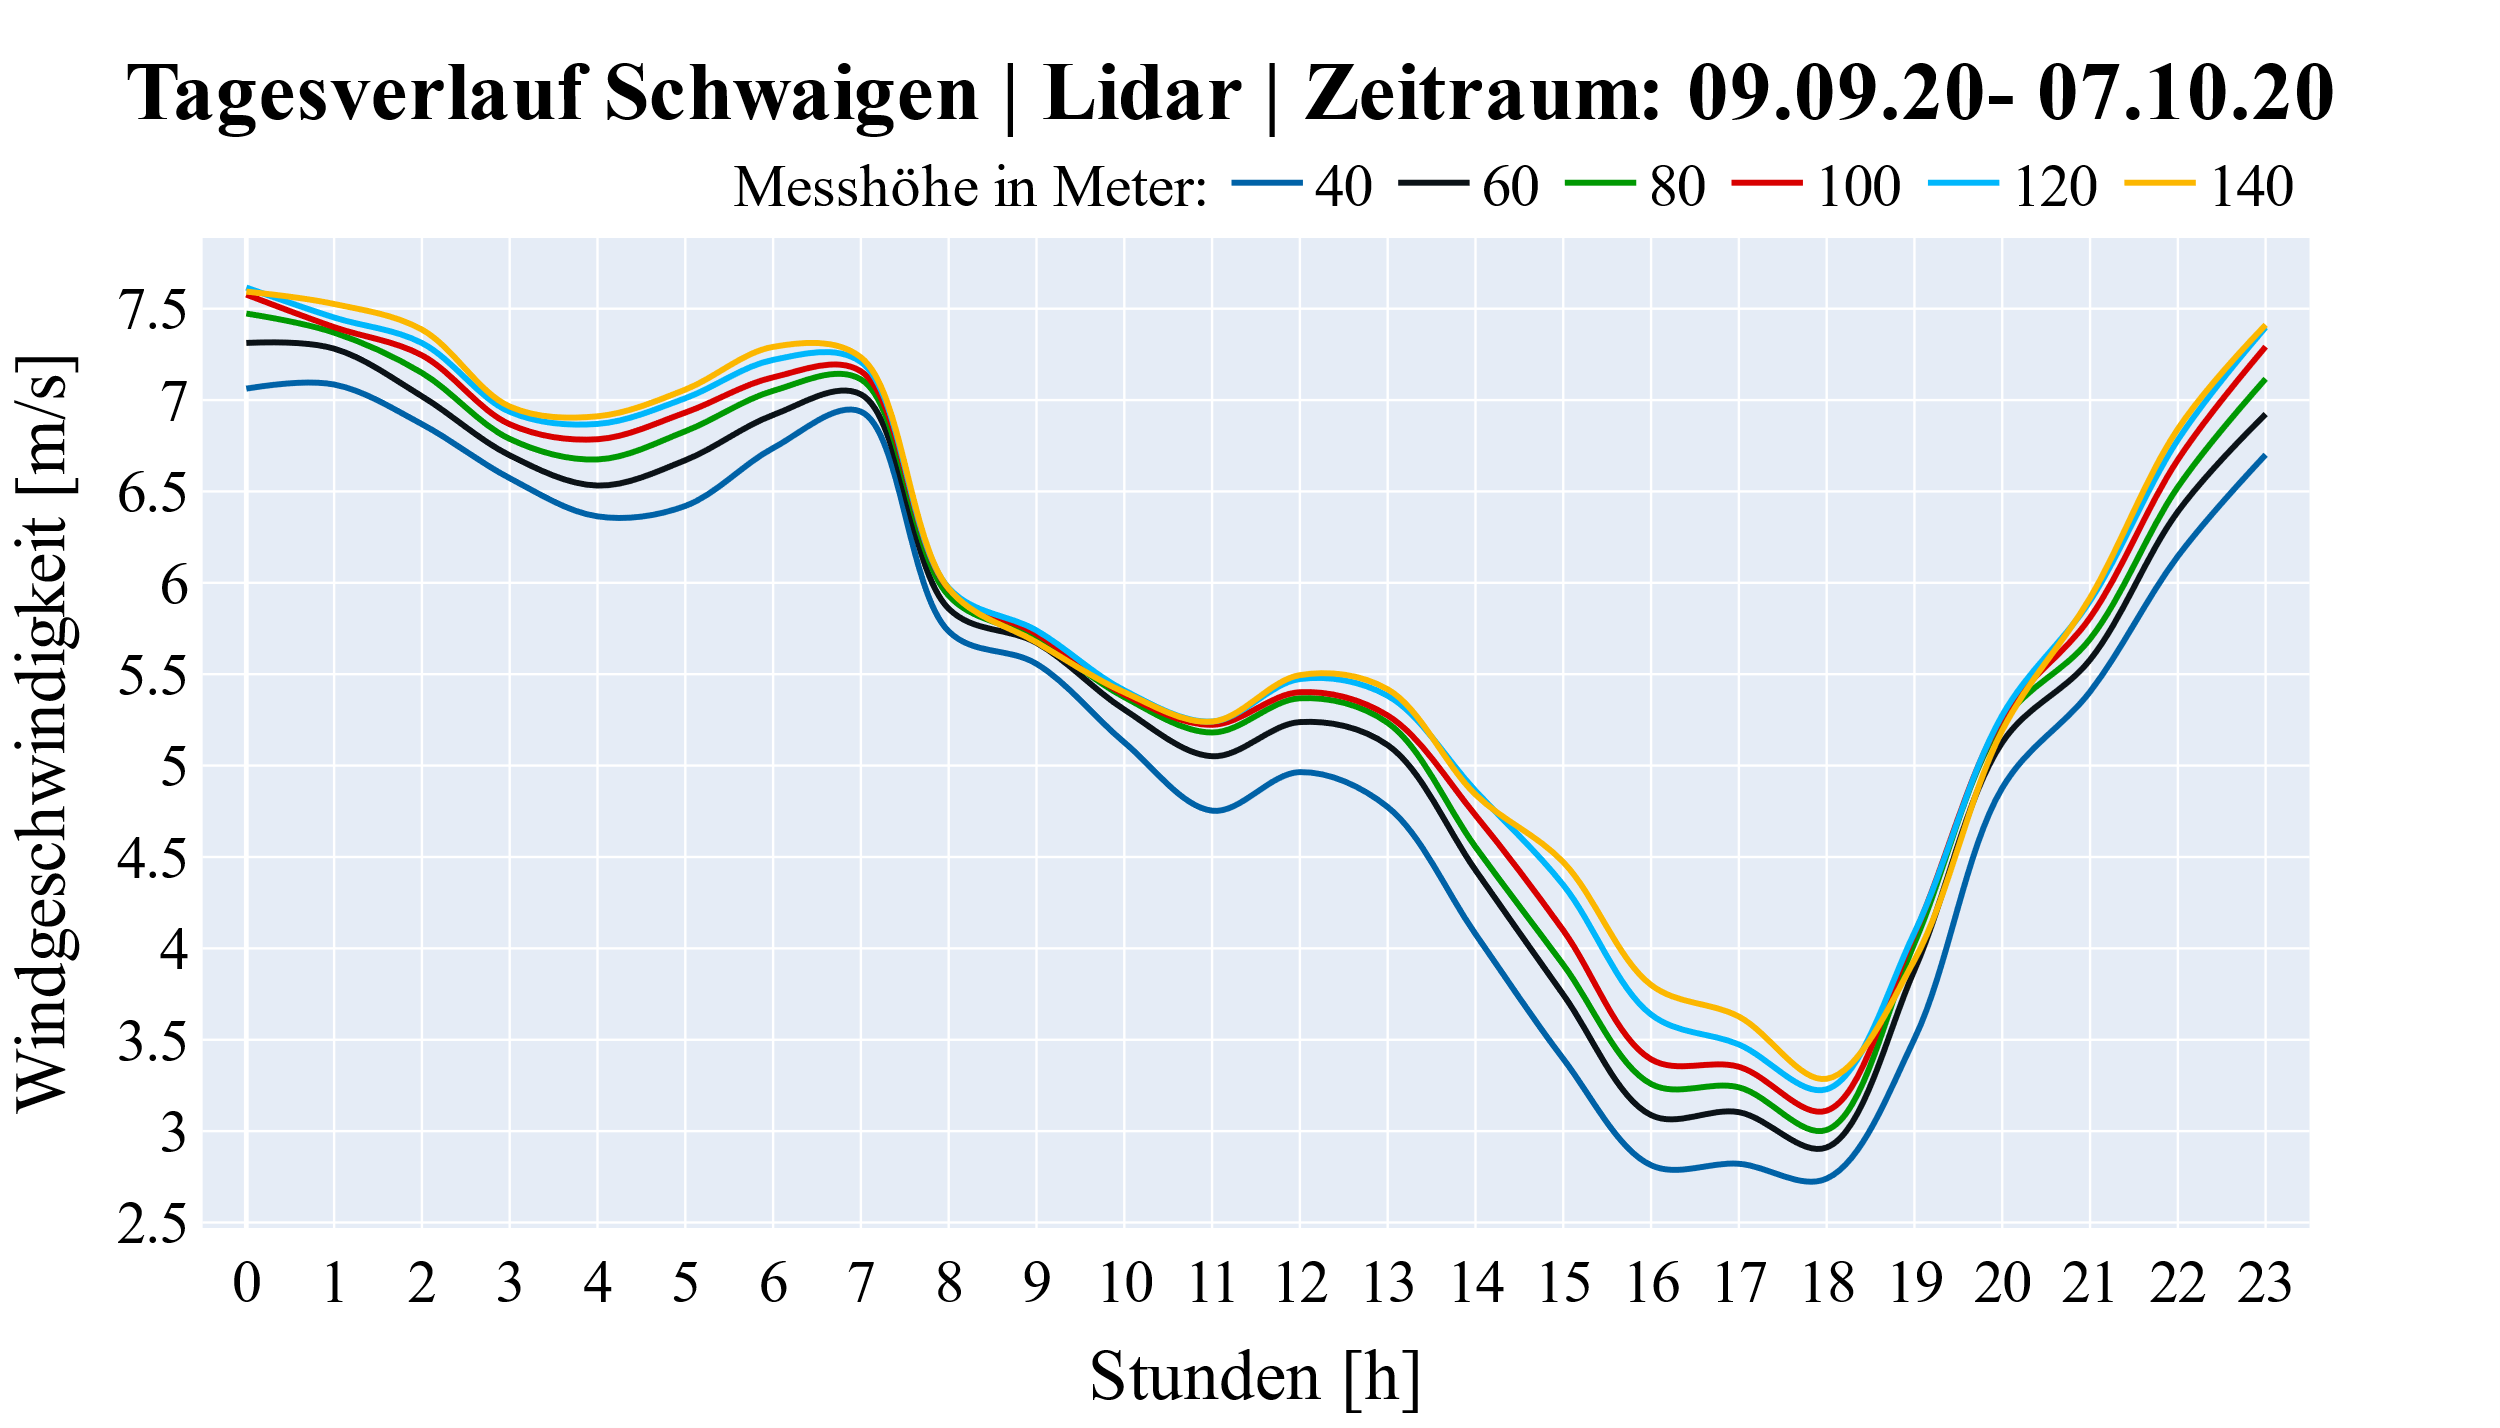 Tagesverlauf Schwaigen | Lidar | Zeitraum: 09.09.20- 07.10.20
Messhöhe in Meter: 40 60 80 100 120 140
Windgeschwindigkeit [m/s]
7.5
7
6.5
6
5.5
5
4.5
4
3.5
3
2.5
0 1 2 3 4 5 6 7 8 9 10 11 12 13 14 15 16 17 18 19 20 21 22 23
Stunden [h]